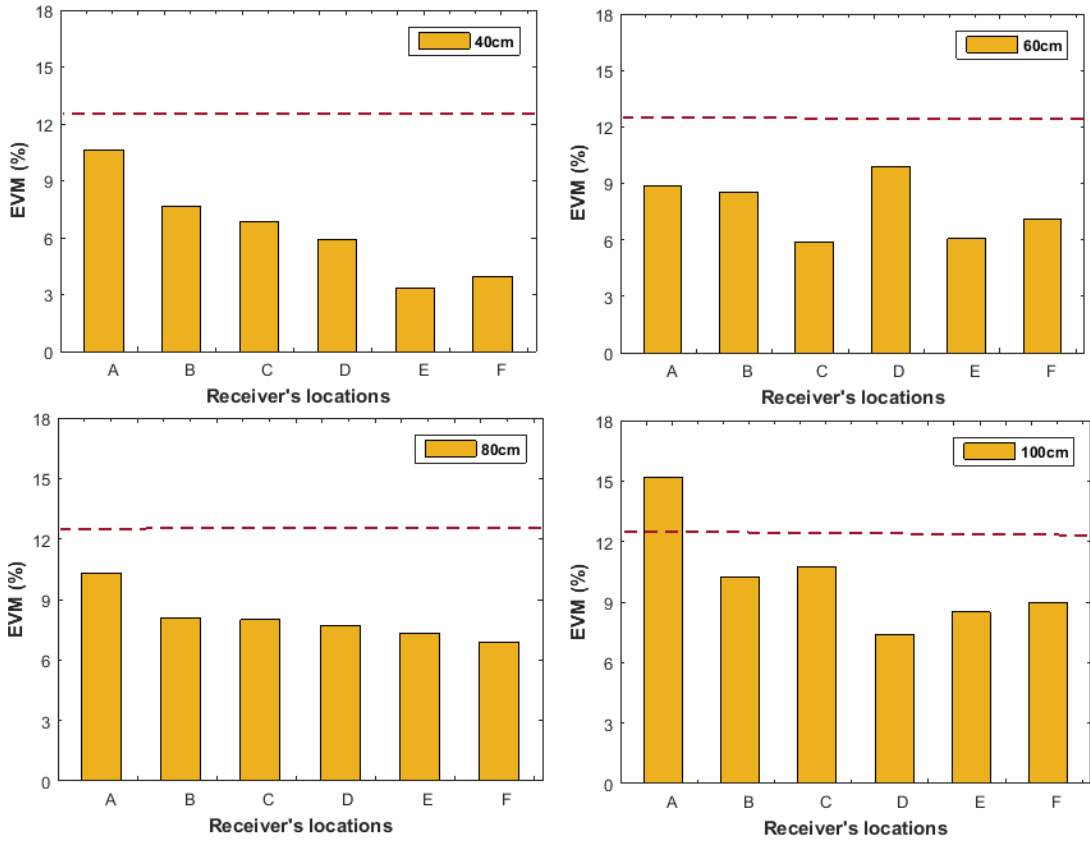 40cm
18
15
12
9
6
3
0
EVM (%)
A B C D E F
Receiver's locations
60cm
18
15
12
9
6
3
0
EVM (%)
A B C D E F
Receiver's locations
80cm
18
15
12
9
6
3
0
EVM (%)
A B C D E F
Receiver's locations
100cm
18
15
12
9
6
3
0
EVM (%)
A B C D E F
Receiver's locations